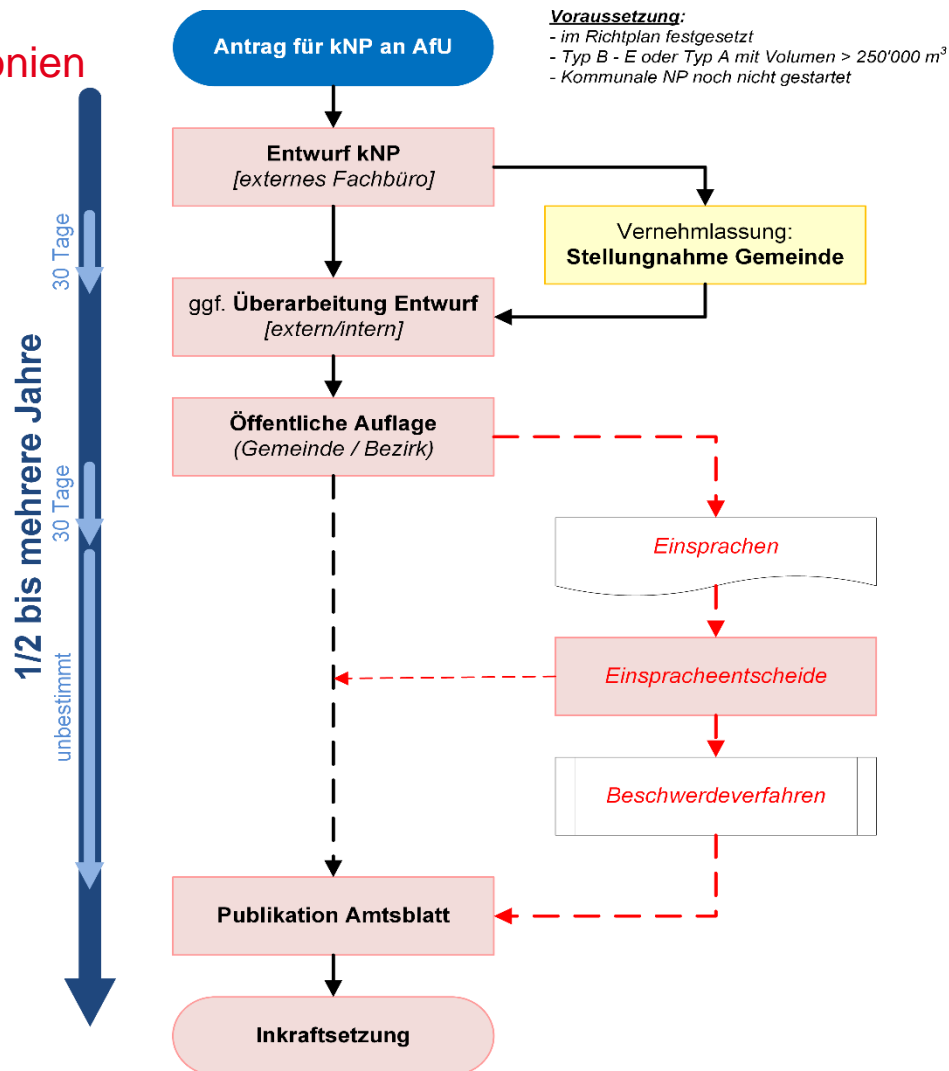 Antrag für kNP an AfU
Voraussetzung:
- im Richtplan festgesetzt
- Typ B - E oder Typ A mit Volumen > 250'000 m³
- Kommunale NP noch nicht gestartet
onien
Entwurf kNP
[externes Fachbüro]
Vernehmlassung:
Stellungnahme Gemeinde
30 Tage
ggf. Überarbeitung Entwurf
[extern/intern]
1/2 bis mehrere Jahre
Öffentliche Auflage
(Gemeinde / Bezirk)
30 Tage
Einsprachen
Einspracheentscheide
unbestimmt
Beschwerdeverfahren
Publikation Amtsblatt
Inkraftsetzung